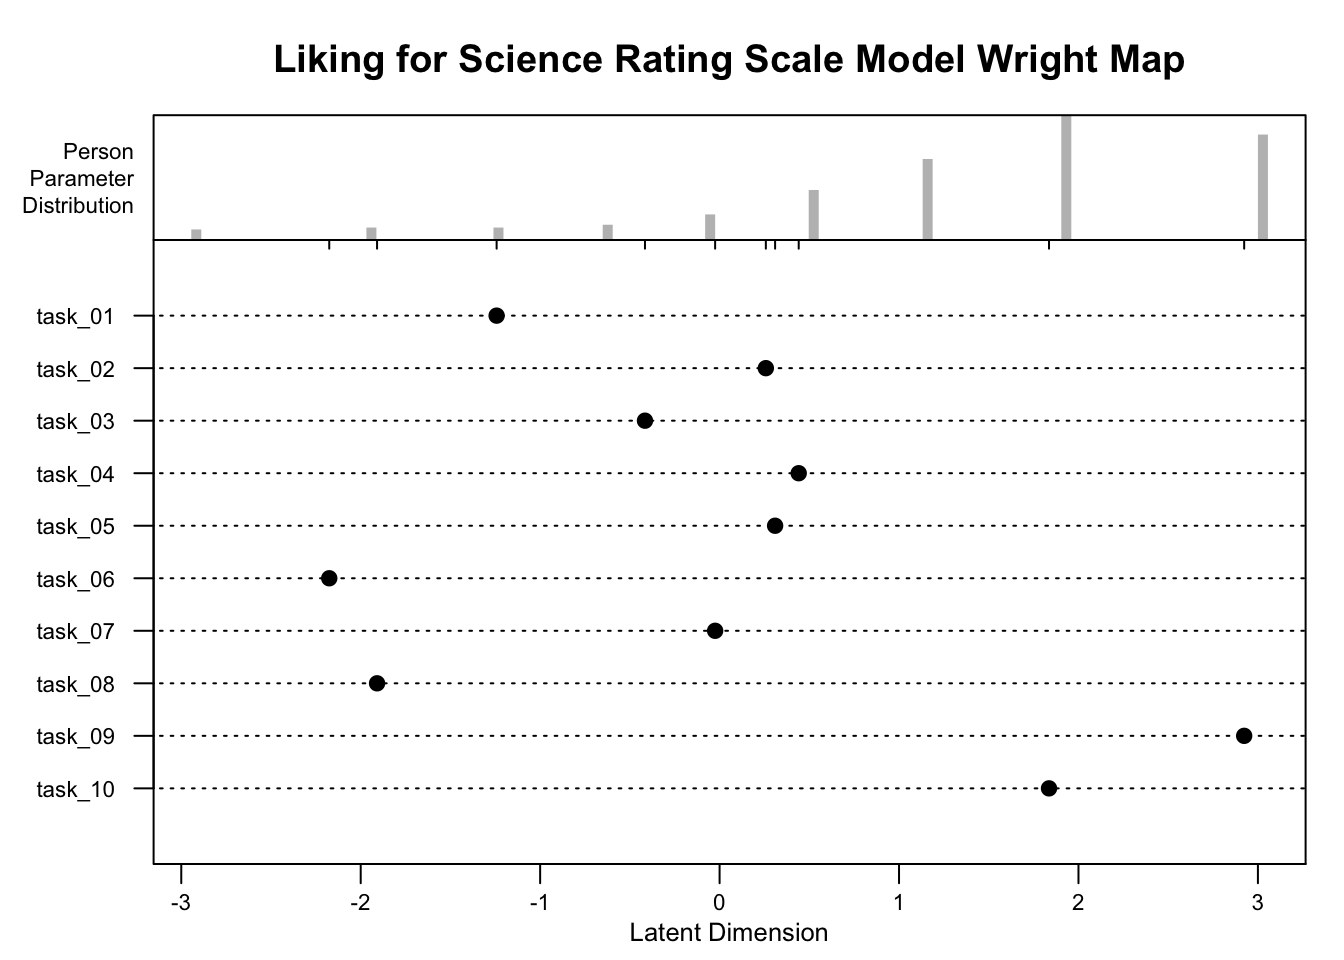 Liking for Science Rating Scale Model Wright Map
Person
Parameter
Distribution
task_01
task_02
task_03
task_04
task_05
task_06
task_07
task_08
task_09
task_10
-3 -2 -1 0 1 2 3
Latent Dimension